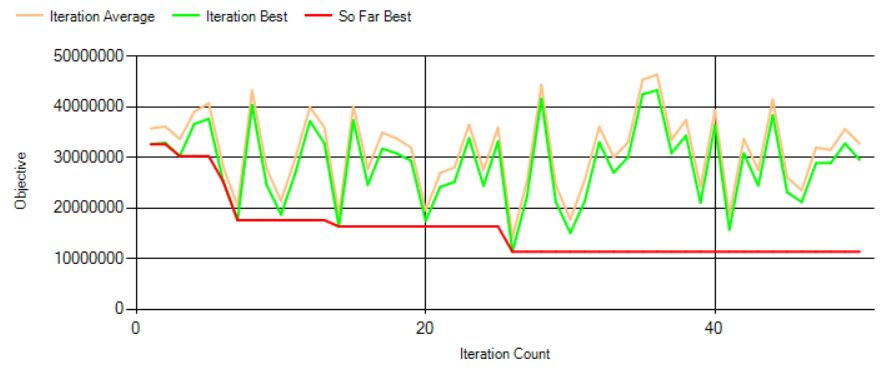 Iteration Average Iteration Best So Far Best
50000000
40000000
30000000
20000000
10000000
0
Objective
0 20 40
Iteration Count